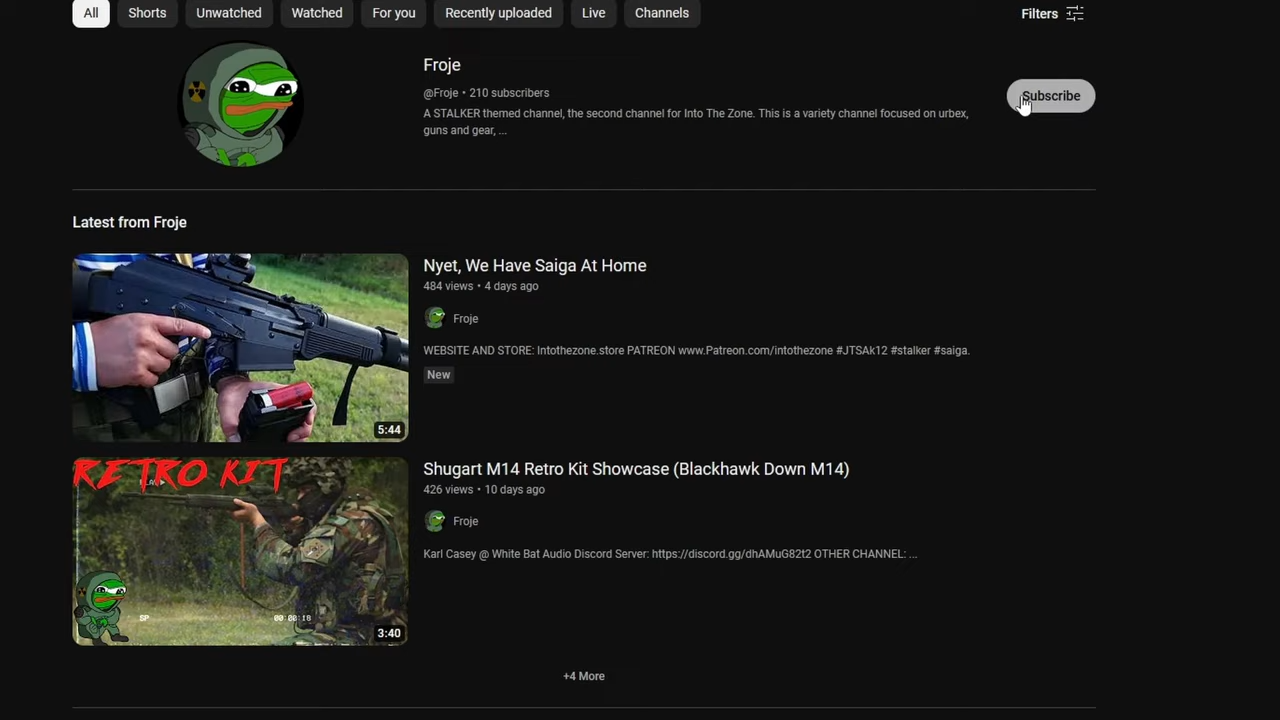 All
Shorts
Unwatched
Watched
For you
Recently uploaded
Live
Channels
Filters
Froje
@Froje • 210 subscribers
A STALKER themed channel, the second channel for Into The Zone. This is a variety channel focused on urbex,
guns and gear, ...
Subscribe
Latest from Froje
5:44
Nyet, We Have Saiga At Home
484 views • 4 days ago
Froje
WEBSITE AND STORE: Intothezone.store PATREON www.Patreon.com/intothezone #JTSAk12 #stalker #saiga.
New
RETRO KIT
SP
00:00:18
3:40
Shugart M14 Retro Kit Showcase (Blackhawk Down M14)
426 views • 10 days ago
Froje
Karl Casey @ White Bat Audio Discord Server: https://discord.gg/dhAMuG82t2 OTHER CHANNEL: ...
+4 More